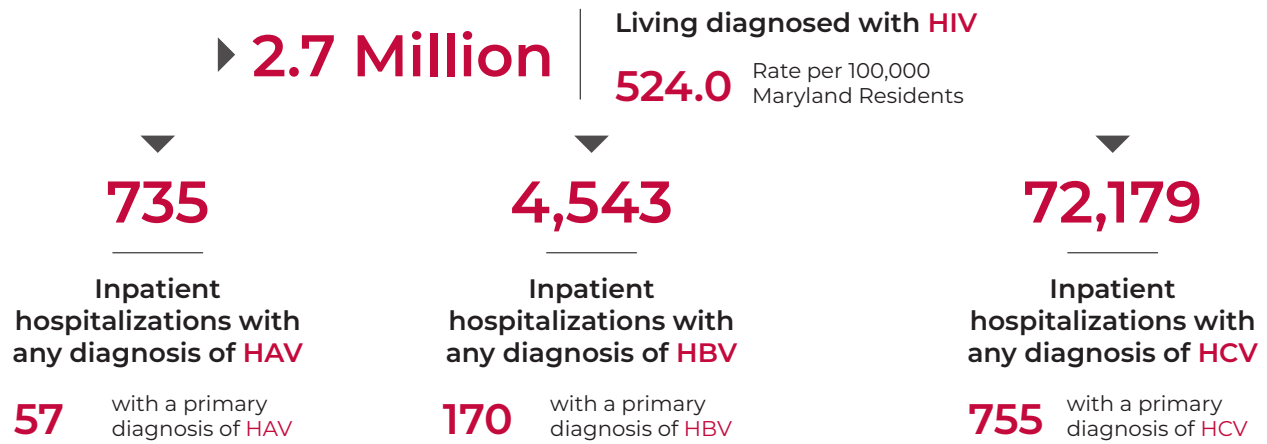 2.7 Million
Living diagnosed with HIV
524.0
Rate per 100,000
Maryland Residents
735
Inpatient
hospitalizations with
any diagnosis of HAV
57
with a primary
diagnosis of HAV
4,543
Inpatient
hospitalizations with
any diagnosis of HBV
170
with a primary
diagnosis of HBV
72,179
Inpatient
hospitalizations with
any diagnosis of HCV
755
with a primary
diagnosis of HCV